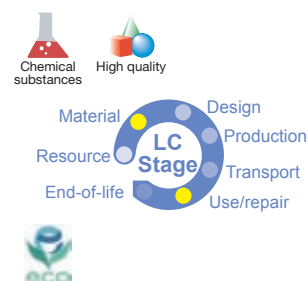 Chemical
substances
High quality
Design
Material
Production
LC
Stage
Resource
Transport
End-of-life
Use/repair
eco